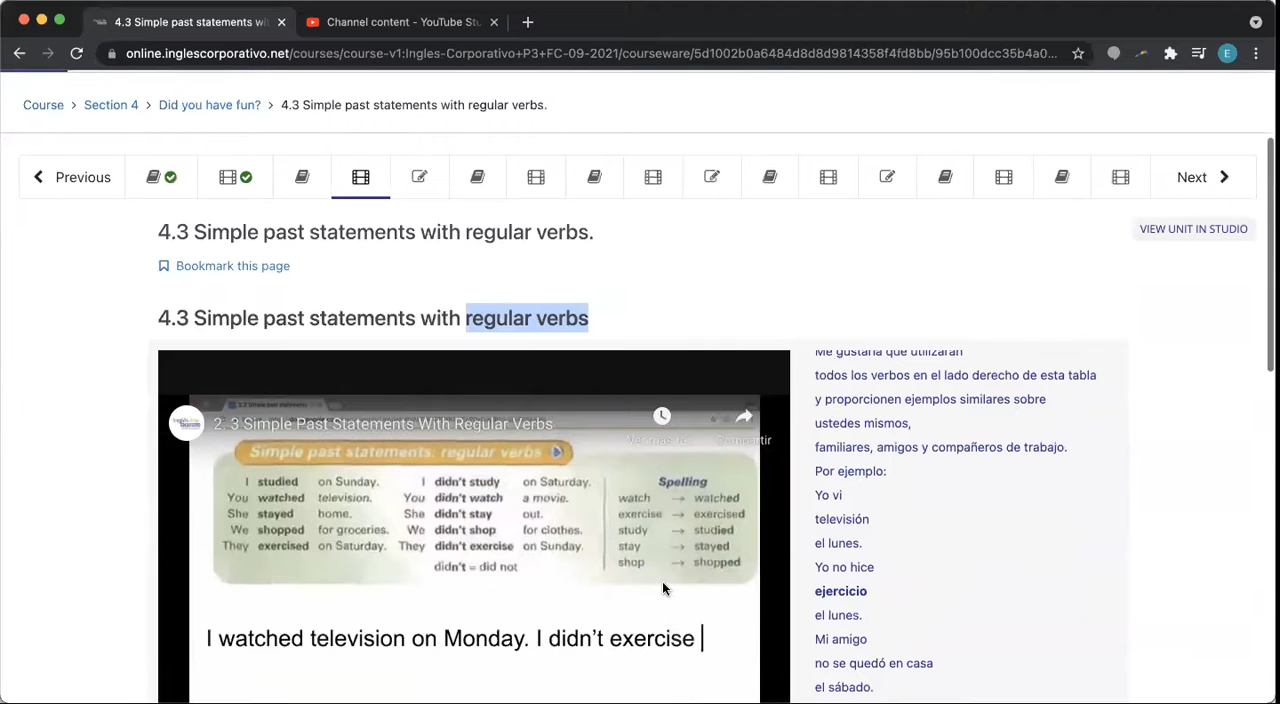 4.3 Simple past statements wit
Channel content - YouTube Stu
online.inglescorporativo.net/courses/course-v1:Ingles-Corporativo+P3+FC-09-2021/courseware/5d1002b0a6484d8d8d9814358f4fd8bb/95b100dcc35b4a0...
E
Course > Section 4 > Did you have fun? > 4.3 Simple past statements with regular verbs.
Previous
Next
4.3 Simple past statements with regular verbs.
VIEW UNIT IN STUDIO
Bookmark this page
4.3 Simple past statements with regular verbs
2. 3 Simple Past Statements With Regular Verbs
Compartir
Simple past statements: regular verbs
I studied on Sunday. I didn't study on Saturday.
You watched television. You didn't watch a movie.
She stayed home. She didn't stay out.
We shopped for groceries. We didn't shop for clothes.
They exercised on Saturday. They didn't exercise on Sunday.
didn't = did not
Spelling
watch → watched
exercise → exercised
study → studied
stay → stayed
shop → shopped
I watched television on Monday. I didn't exercise
Me gustaría que utilizaran
todos los verbos en el lado derecho de esta tabla
y proporcionen ejemplos similares sobre
ustedes mismos,
familiares, amigos y compañeros de trabajo.
Por ejemplo:
Yo vi
televisión
el lunes.
Yo no hice
ejercicio
el lunes.
Mi amigo
no se quedó en casa
el sábado.